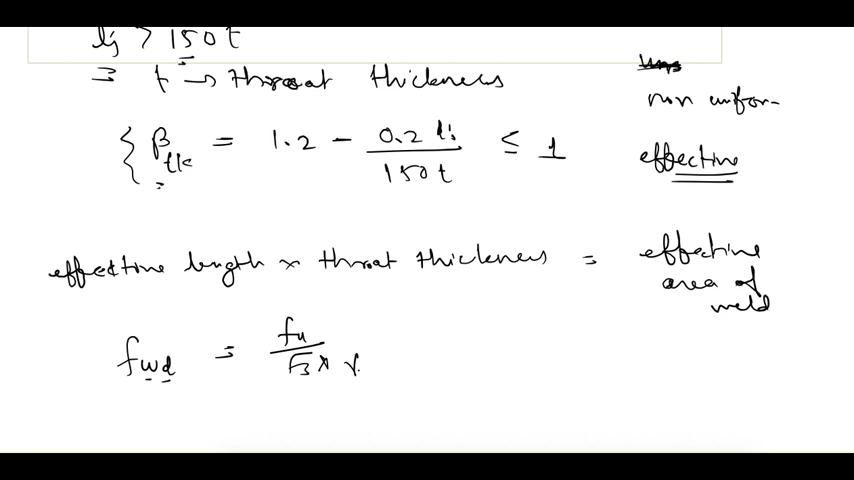 lj > 150 t
t → throat thickness
non unifor-
β lk = 1.2 - 0.2 lj / 150 t ≤ 1
effective
effective length × throat thickness = effective area of weld
fwd = fu / √3 × γ